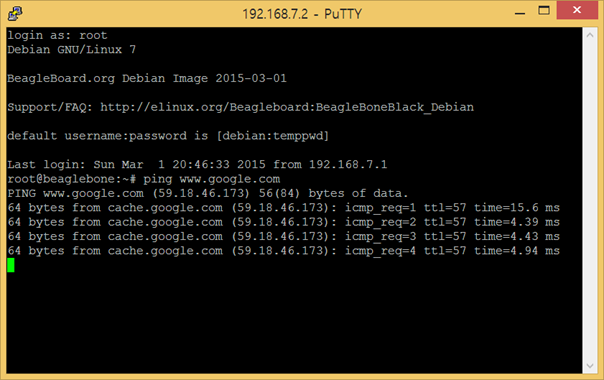 192.168.7.2 - PuTTY
login as: root
Debian GNU/Linux 7
BeagleBoard.org Debian Image 2015-03-01
Support/FAQ: http://elinux.org/Beagleboard:BeagleBoneBlack_Debian
default username:password is [debian:temppwd]
Last login: Sun Mar  1 20:46:33 2015 from 192.168.7.1
root@beaglebone:~# ping www.google.com
PING www.google.com (59.18.46.173) 56(84) bytes of data.
64 bytes from cache.google.com (59.18.46.173): icmp_req=1 ttl=57 time=15.6 ms
64 bytes from cache.google.com (59.18.46.173): icmp_req=2 ttl=57 time=4.39 ms
64 bytes from cache.google.com (59.18.46.173): icmp_req=3 ttl=57 time=4.43 ms
64 bytes from cache.google.com (59.18.46.173): icmp_req=4 ttl=57 time=4.94 ms